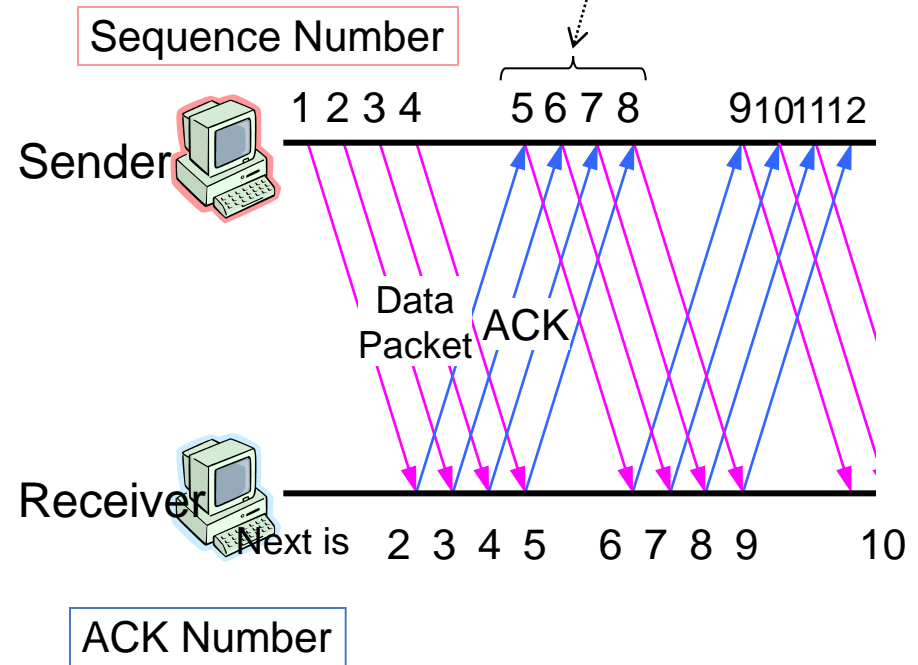 Sequence Number
1 2 3 4 5 6 7 8 9101112
Sender
Data
Packet
ACK
Receiver
Next is 2 3 4 5 6 7 8 9 10
ACK Number